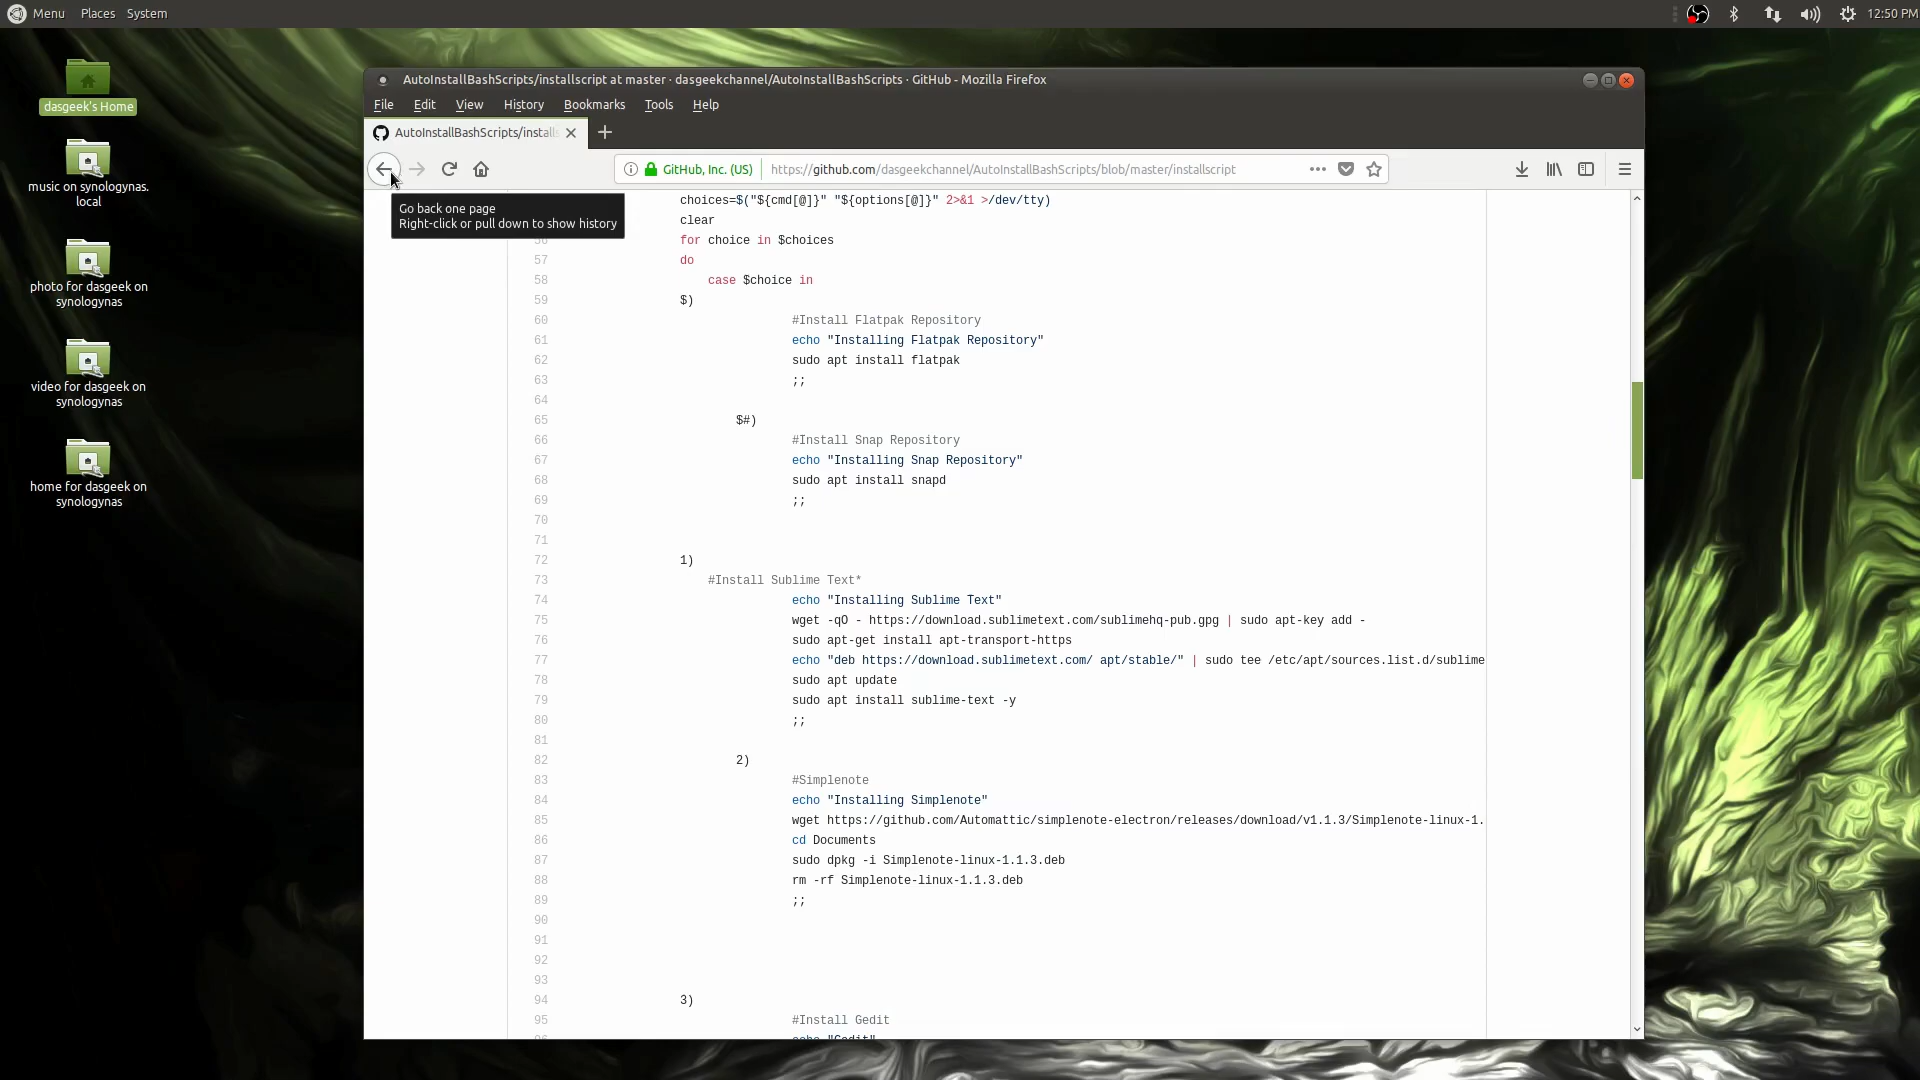 Menu Places System
12:50 PM
dasgeek's Home
music on synologynas.
local
photo for dasgeek on
synologynas
video for dasgeek on
synologynas
home for dasgeek on
synologynas
AutoInstallBashScripts/installscript at master · dasgeekchannel/AutoInstallBashScripts · GitHub - Mozilla Firefox
File Edit View History Bookmarks Tools Help
AutoInstallBashScripts/installs
GitHub, Inc. (US) https://github.com/dasgeekchannel/AutoInstallBashScripts/blob/master/installscript
Go back one page
Right-click or pull down to show history
choices=$("${cmd[@]}" "${options[@]}" 2>&1 >/dev/tty)
clear
56 for choice in $choices
57 do
58 case $choice in
59 $)
60 #Install Flatpak Repository
61 echo "Installing Flatpak Repository"
62 sudo apt install flatpak
63 ;;
64
65 $#)
66 #Install Snap Repository
67 echo "Installing Snap Repository"
68 sudo apt install snapd
69 ;;
70
71
72 1)
73 #Install Sublime Text*
74 echo "Installing Sublime Text"
75 wget -qO - https://download.sublimetext.com/sublimehq-pub.gpg | sudo apt-key add -
76 sudo apt-get install apt-transport-https
77 echo "deb https://download.sublimetext.com/ apt/stable/" | sudo tee /etc/apt/sources.list.d/sublime
78 sudo apt update
79 sudo apt install sublime-text -y
80 ;;
81
82 2)
83 #Simplenote
84 echo "Installing Simplenote"
85 wget https://github.com/Automattic/simplenote-electron/releases/download/v1.1.3/Simplenote-linux-1.
86 cd Documents
87 sudo dpkg -i Simplenote-linux-1.1.3.deb
88 rm -rf Simplenote-linux-1.1.3.deb
89 ;;
90
91
92
93
94 3)
95 #Install Gedit
96 echo "Gedit"